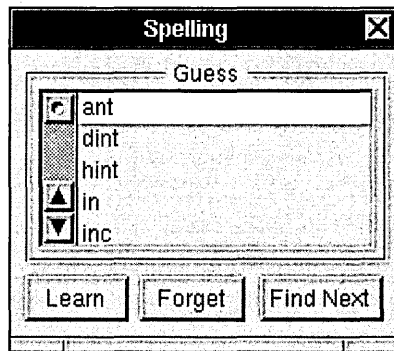 Spelling
Guess
ant
dint
hint
in
inc
Learn Forget Find Next